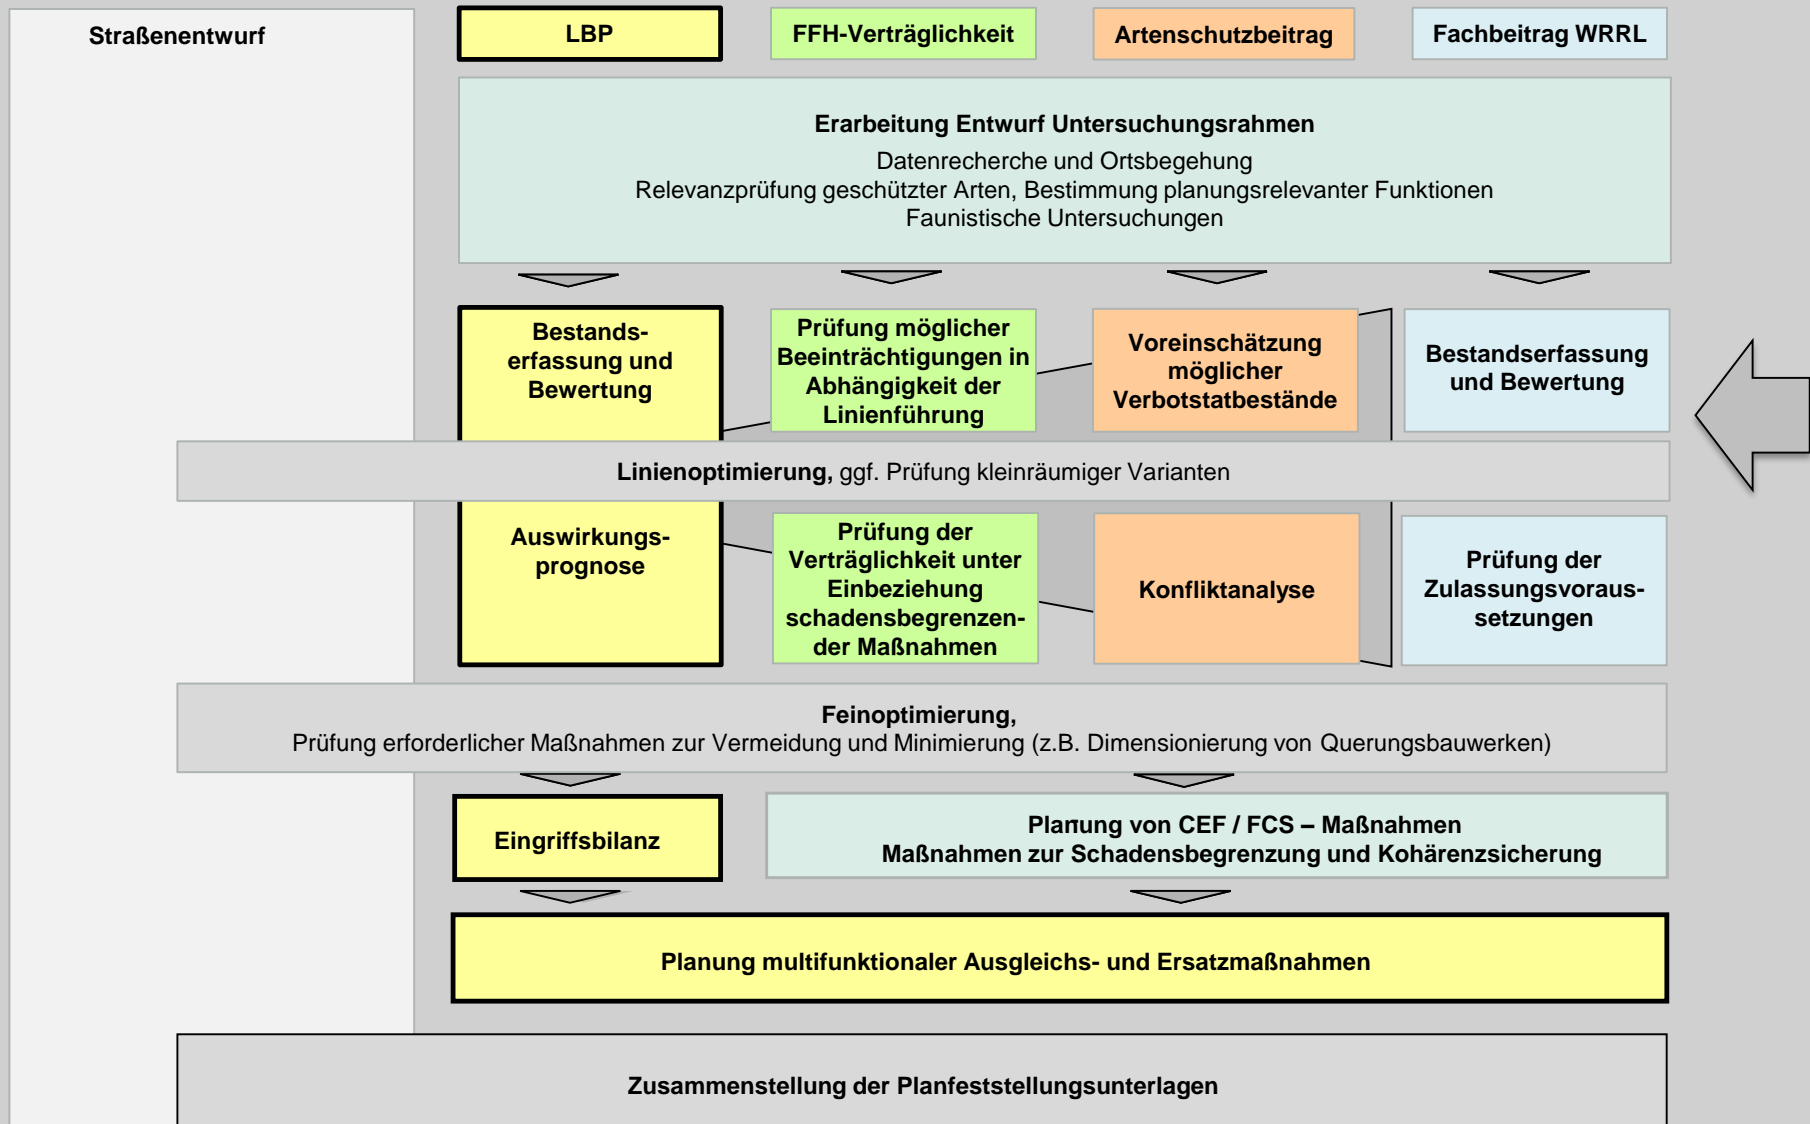 Straßenentwurf
LBP
FFH-Verträglichkeit
Artenschutzbeitrag
Fachbeitrag WRRL
Erarbeitung Entwurf Untersuchungsrahmen
Datenrecherche und Ortsbegehung
Relevanzprüfung geschützter Arten, Bestimmung planungsrelevanter Funktionen
Faunistische Untersuchungen
Bestands-
erfassung und
Bewertung
Prüfung möglicher
Beeinträchtigungen in
Abhängigkeit der
Linienführung
Voreinschätzung
möglicher
Verbotstatbestände
Bestandserfassung
und Bewertung
Linienoptimierung, ggf. Prüfung kleinräumiger Varianten
Auswirkungs-
prognose
Prüfung der
Verträglichkeit unter
Einbeziehung
schadensbegrenzen-
der Maßnahmen
Konfliktanalyse
Prüfung der
Zulassungsvoraus-
setzungen
Feinoptimierung,
Prüfung erforderlicher Maßnahmen zur Vermeidung und Minimierung (z.B. Dimensionierung von Querungsbauwerken)
Eingriffsbilanz
Planung von CEF / FCS – Maßnahmen
Maßnahmen zur Schadensbegrenzung und Kohärenzsicherung
Planung multifunktionaler Ausgleichs- und Ersatzmaßnahmen
Zusammenstellung der Planfeststellungsunterlagen